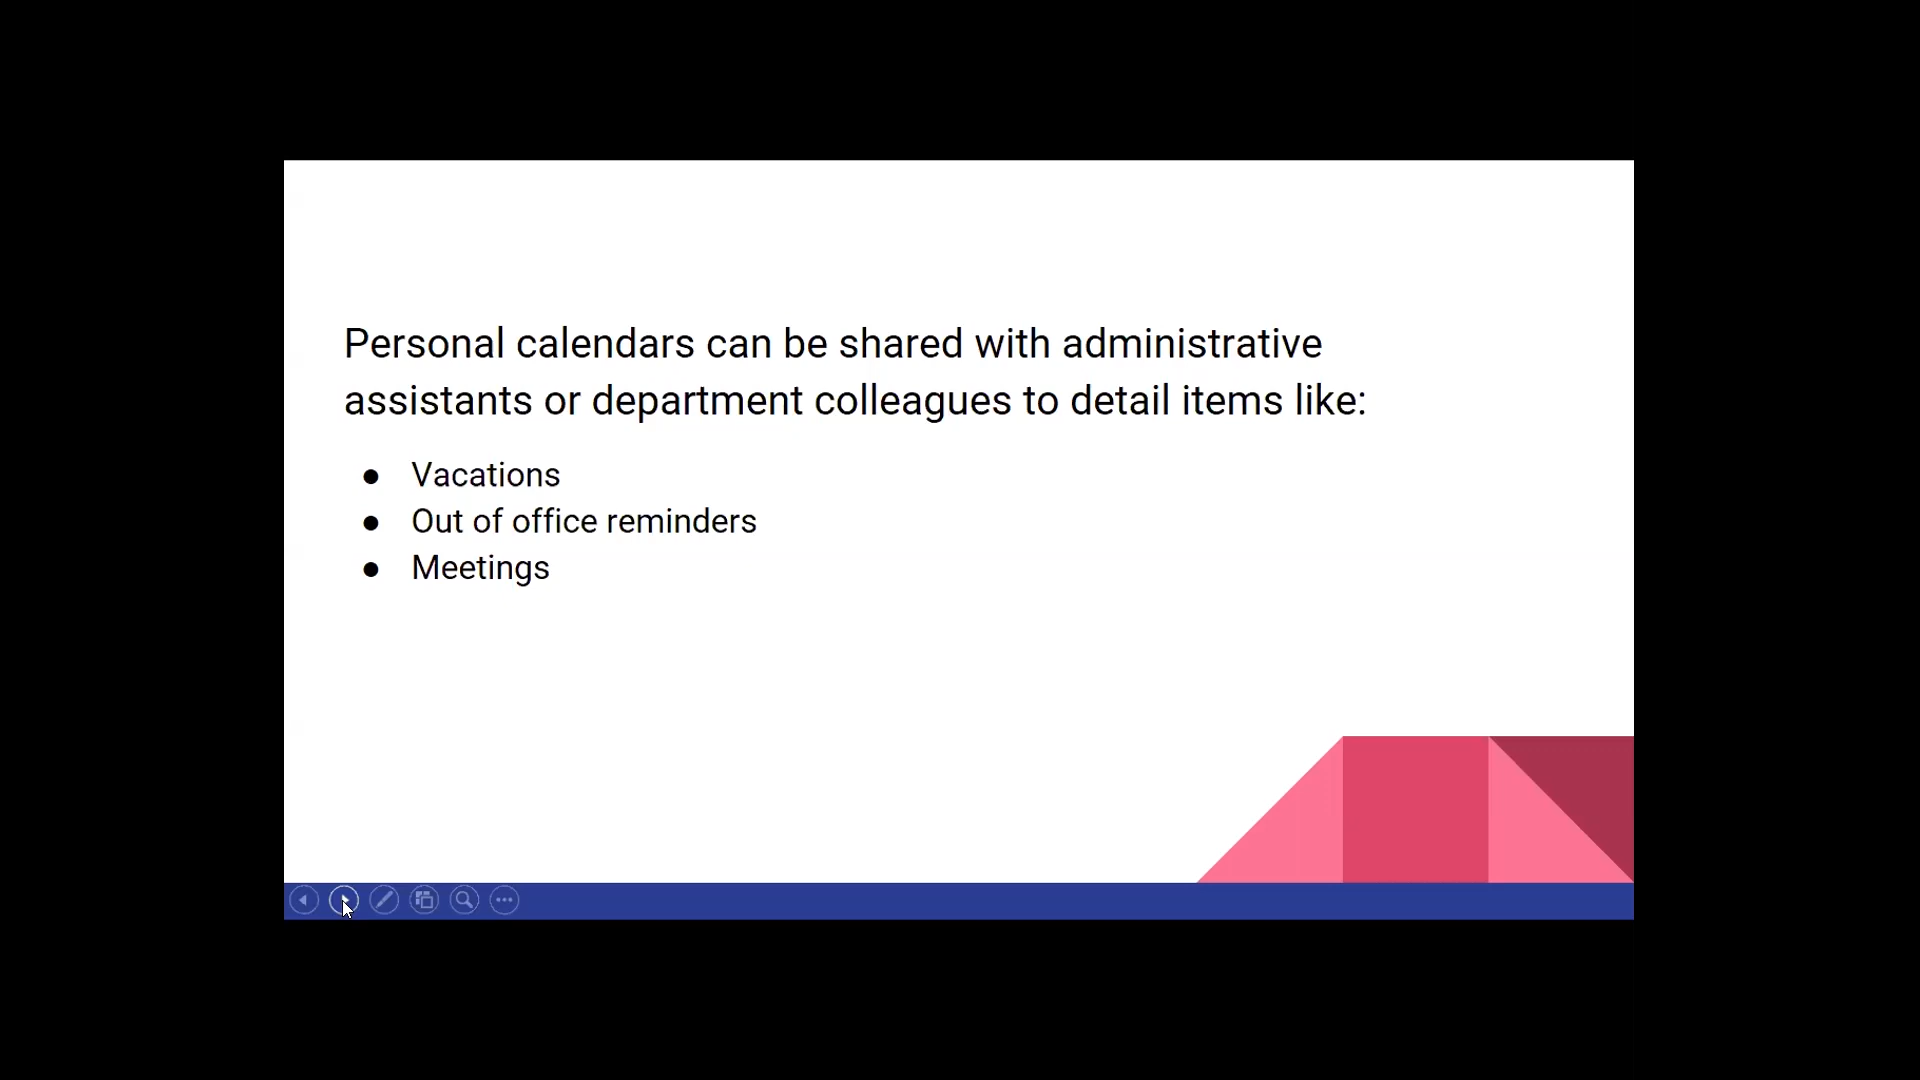 Personal calendars can be shared with administrative
assistants or department colleagues to detail items like:
● Vacations
● Out of office reminders
● Meetings